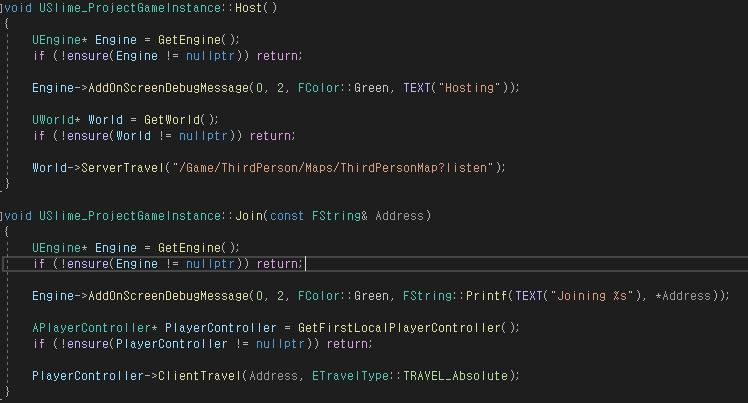 void USlime_ProjectGameInstance::Host()
{
    UEngine* Engine = GetEngine();
    if (!ensure(Engine != nullptr)) return;
    Engine->AddOnScreenDebugMessage(0, 2, FColor::Green, TEXT("Hosting"));
    UWorld* World = GetWorld();
    if (!ensure(World != nullptr)) return;
    World->ServerTravel("/Game/ThirdPerson/Maps/ThirdPersonMap?listen");
}
void USlime_ProjectGameInstance::Join(const FString& Address)
{
    UEngine* Engine = GetEngine();
    if (!ensure(Engine != nullptr)) return;
    Engine->AddOnScreenDebugMessage(0, 2, FColor::Green, FString::Printf(TEXT("Joining %s"), *Address));
    APlayerController* PlayerController = GetFirstLocalPlayerController();
    if (!ensure(PlayerController != nullptr)) return;
    PlayerController->ClientTravel(Address, ETravelType::TRAVEL_Absolute);
}